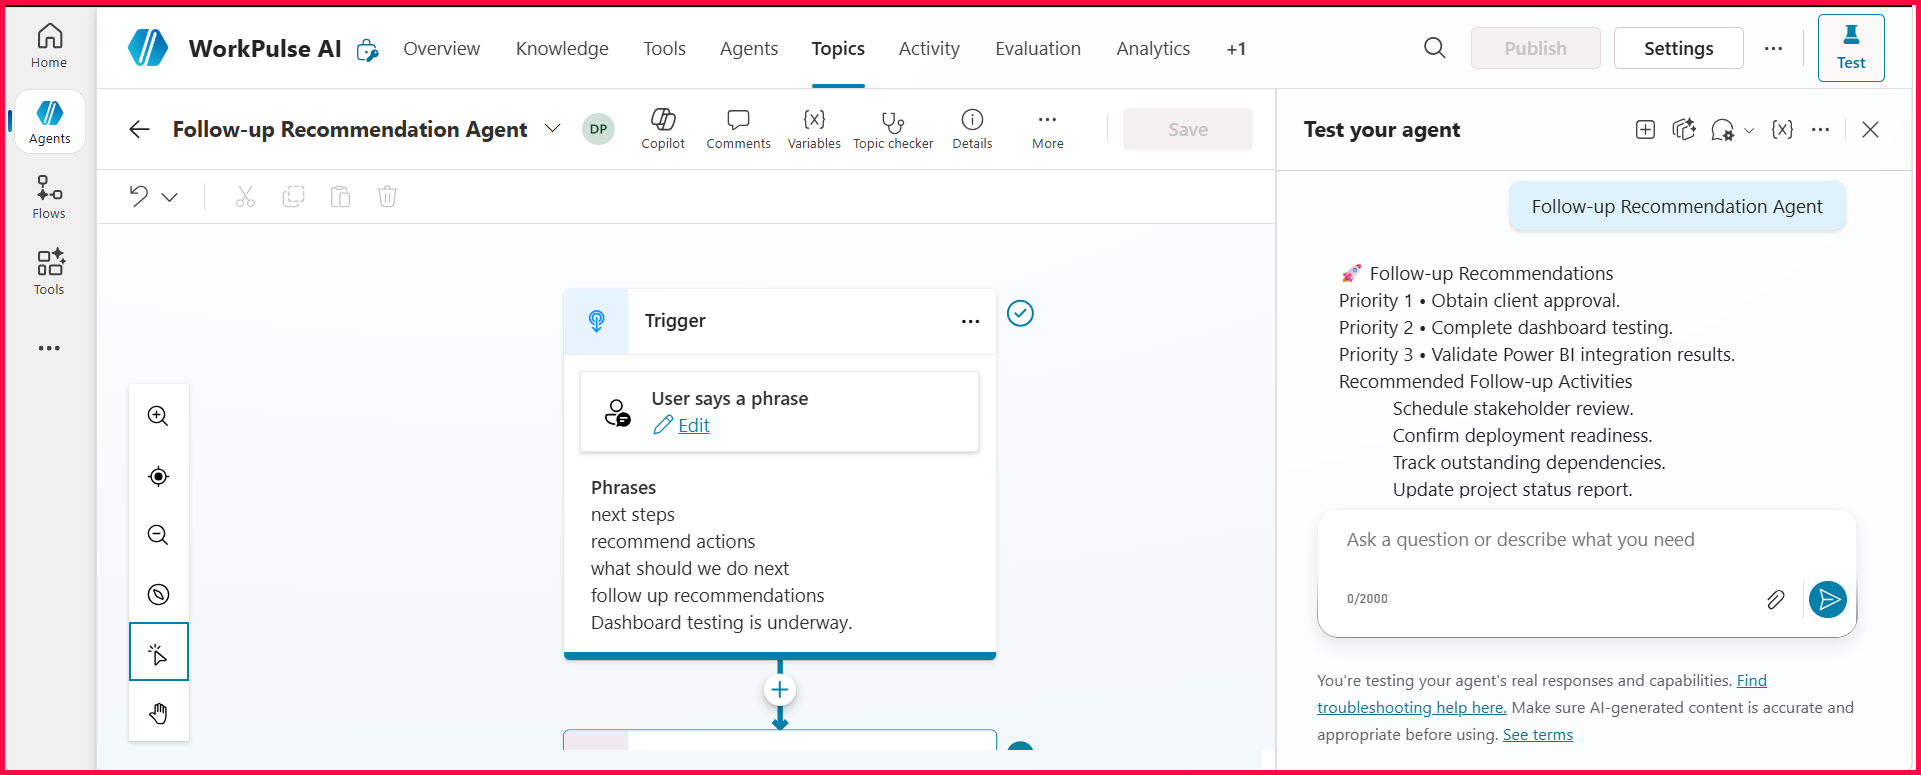 Home
Agents
Flows
Tools
WorkPulse AI
Overview
Knowledge
Tools
Agents
Topics
Activity
Evaluation
Analytics
+1
Publish
Settings
Test
Follow-up Recommendation Agent
DP
Copilot
Comments
{x} Variables
Topic checker
Details
More
Save
Trigger
User says a phrase
Edit
Phrases
next steps
recommend actions
what should we do next
follow up recommendations
Dashboard testing is underway.
Test your agent
{x}
Follow-up Recommendation Agent
🚀 Follow-up Recommendations
Priority 1 • Obtain client approval.
Priority 2 • Complete dashboard testing.
Priority 3 • Validate Power BI integration results.
Recommended Follow-up Activities
Schedule stakeholder review.
Confirm deployment readiness.
Track outstanding dependencies.
Update project status report.
Ask a question or describe what you need
0/2000
You're testing your agent's real responses and capabilities. Find
troubleshooting help here. Make sure AI-generated content is accurate and
appropriate before using. See terms